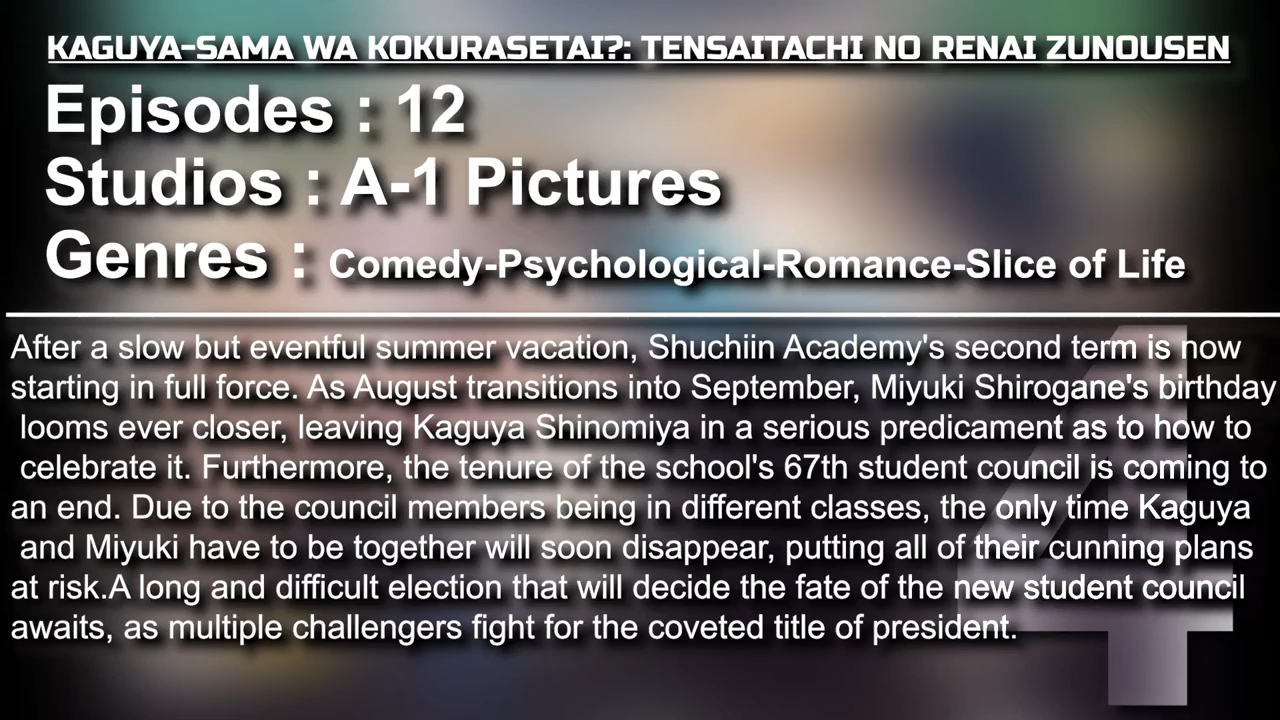 KAGUYA-SAMA WA KOKURASETAI?: TENSAITACHI NO RENAI ZUNOUSEN
Episodes : 12
Studios : A-1 Pictures
Genres : Comedy-Psychological-Romance-Slice of Life
After a slow but eventful summer vacation, Shuchiin Academy's second term is now
starting in full force. As August transitions into September, Miyuki Shirogane's birthday
looms ever closer, leaving Kaguya Shinomiya in a serious predicament as to how to
celebrate it. Furthermore, the tenure of the school's 67th student council is coming to
an end. Due to the council members being in different classes, the only time Kaguya
and Miyuki have to be together will soon disappear, putting all of their cunning plans
at risk.A long and difficult election that will decide the fate of the new student council
awaits, as multiple challengers fight for the coveted title of president.
4